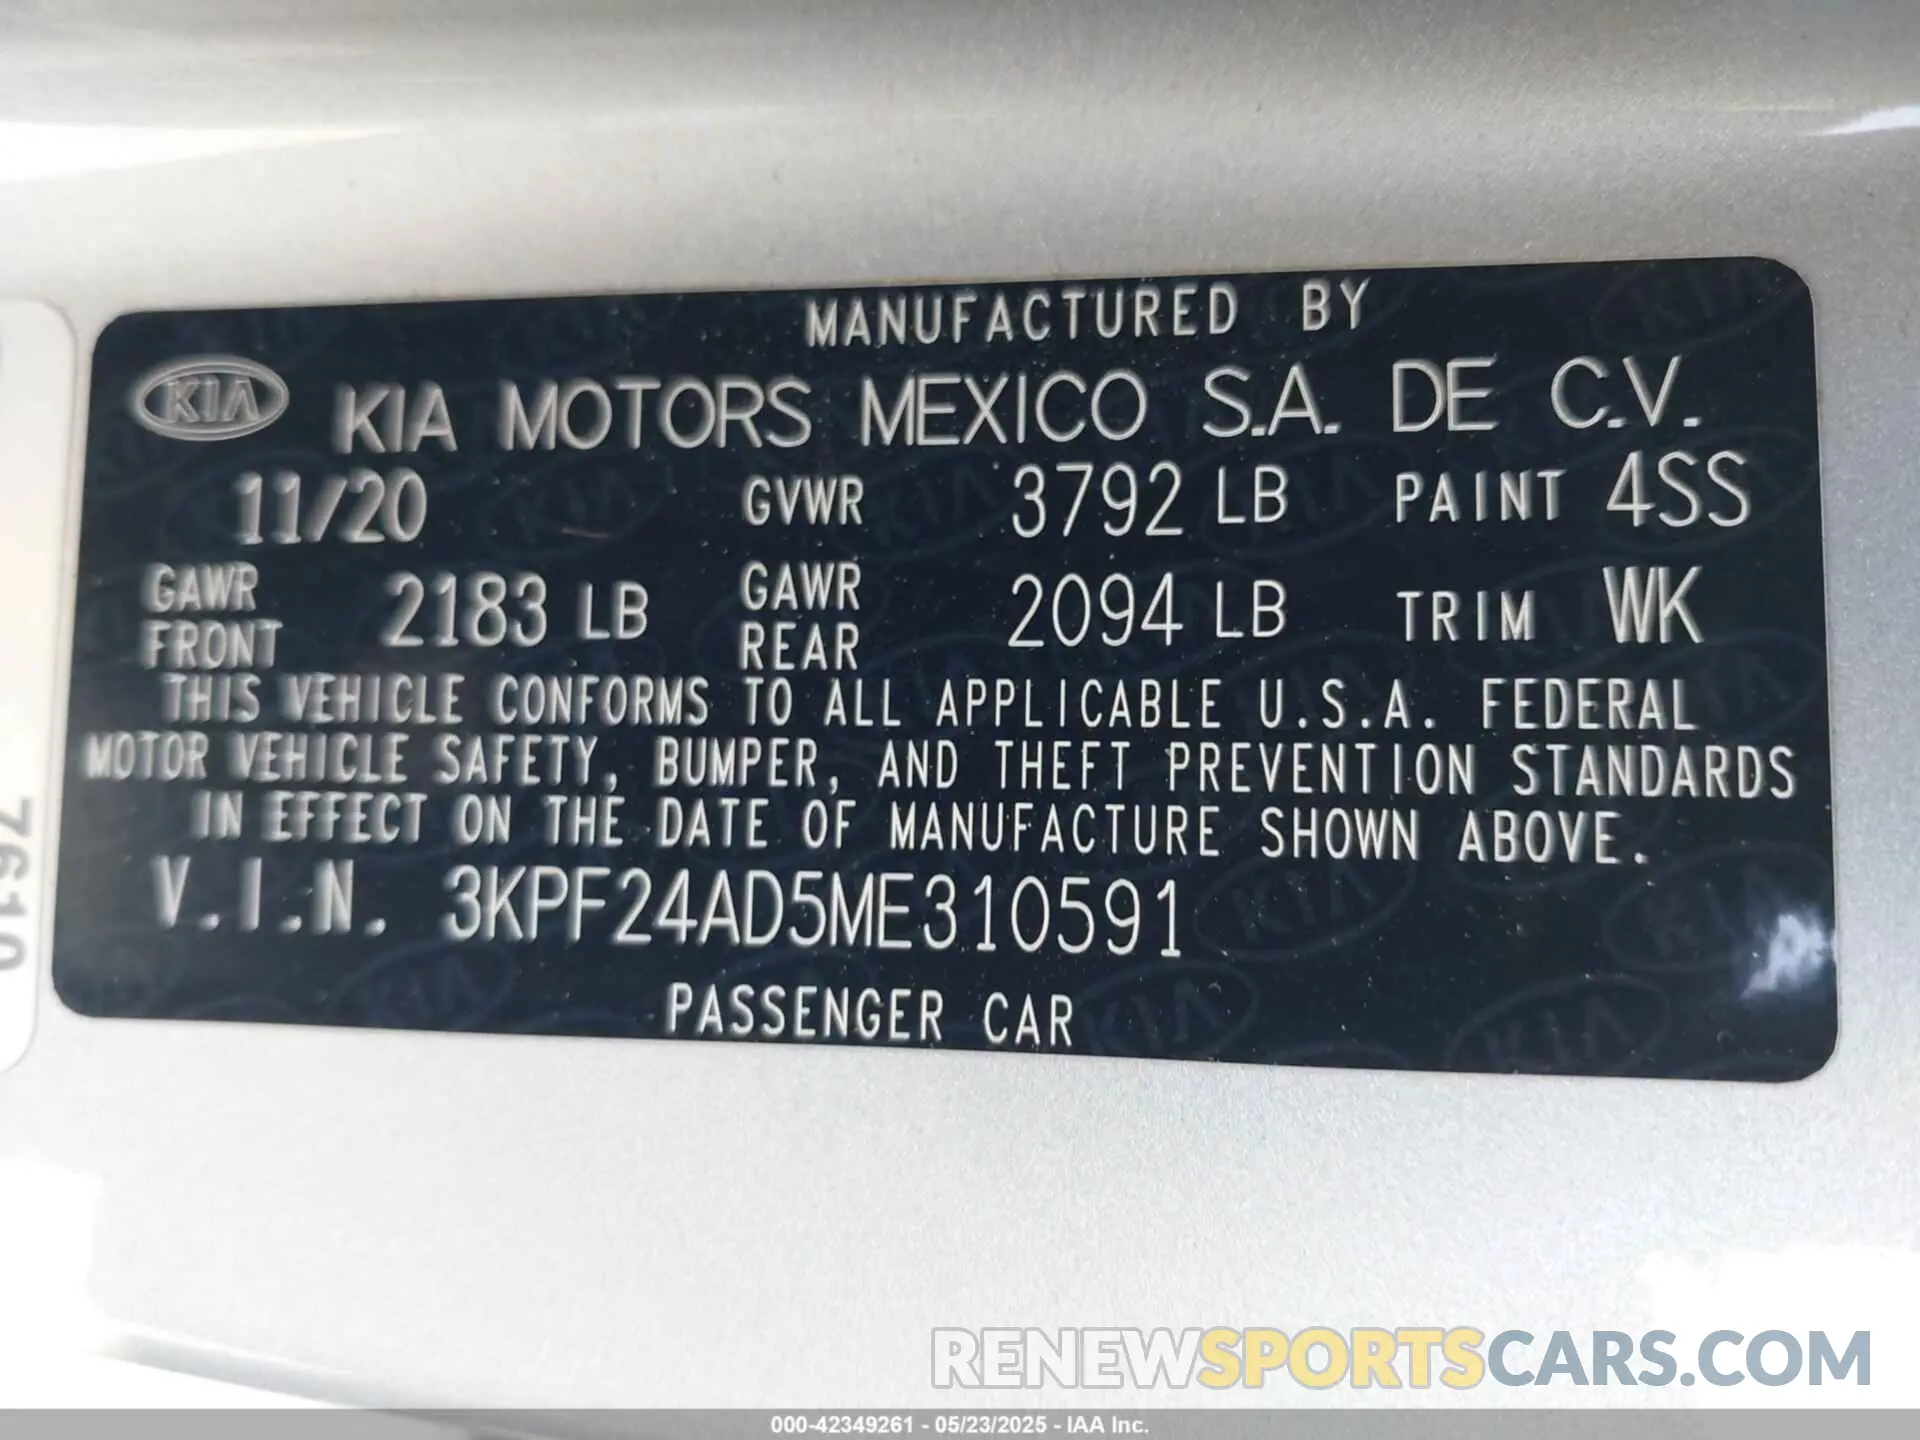 MANUFACTURED BY
KIA KIA MOTORS MEXICO S.A. DE C.V.
11/20 GVWR 3792 LB PAINT 4SS
GAWR FRONT 2183 LB GAWR REAR 2094 LB TRIM WK
THIS VEHICLE CONFORMS TO ALL APPLICABLE U.S.A. FEDERAL
MOTOR VEHICLE SAFETY, BUMPER, AND THEFT PREVENTION STANDARDS
IN EFFECT ON THE DATE OF MANUFACTURE SHOWN ABOVE.
V.I.N. 3KPF24AD5ME310591
PASSENGER CAR
7610
RENEWSPORTSCARS.COM
000-42349261 - 05/23/2025 - IAA Inc.